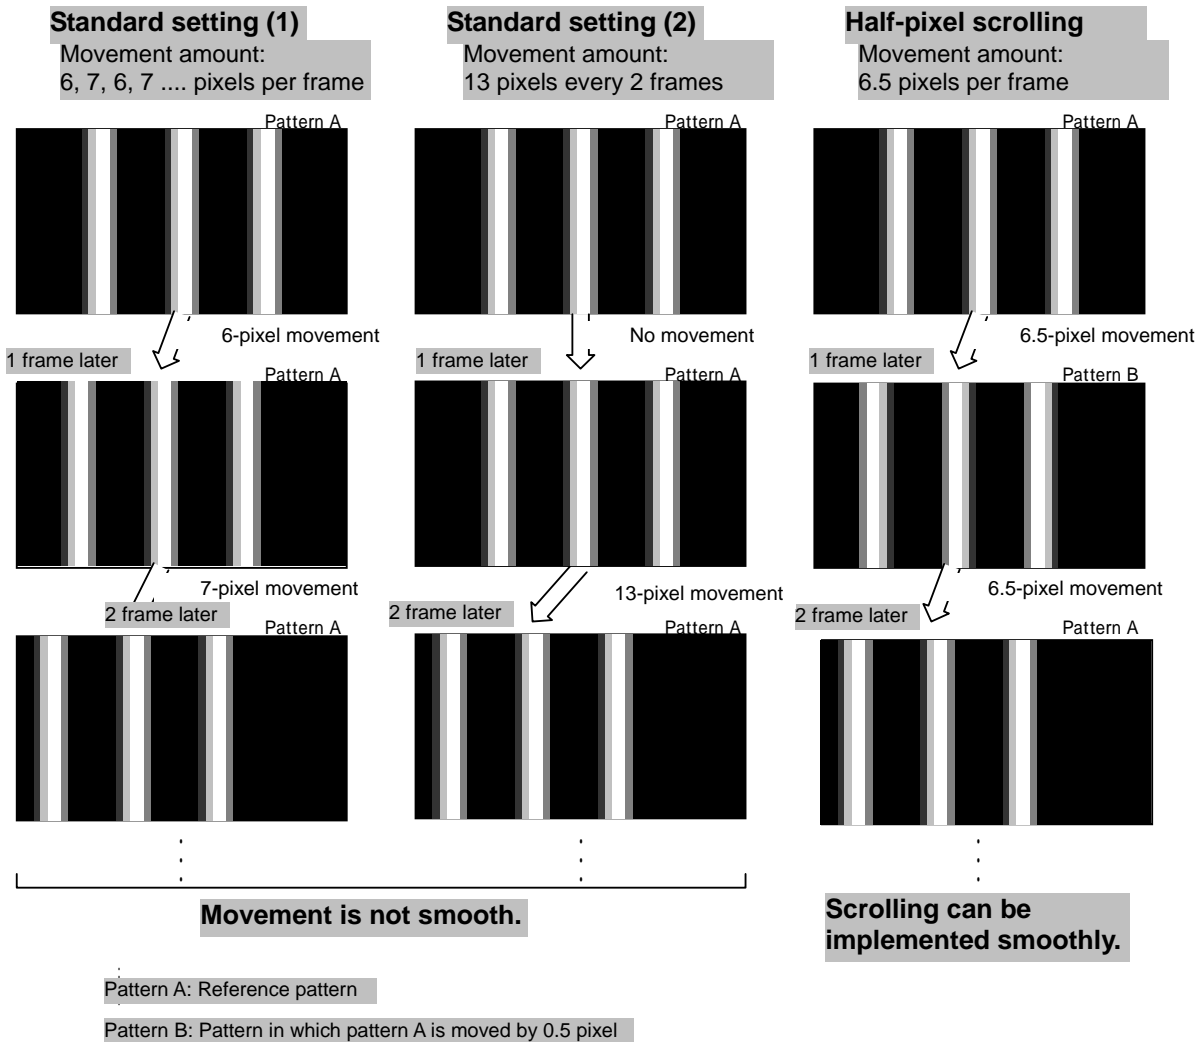 Standard setting (1)
Movement amount:
6, 7, 6, 7 .... pixels per frame
Pattern A
6-pixel movement
1 frame later
Pattern A
7-pixel movement
2 frame later
Pattern A
Standard setting (2)
Movement amount:
13 pixels every 2 frames
Pattern A
No movement
1 frame later
Pattern A
13-pixel movement
2 frame later
Pattern A
Movement is not smooth.
Half-pixel scrolling
Movement amount:
6.5 pixels per frame
Pattern A
6.5-pixel movement
1 frame later
Pattern B
6.5-pixel movement
2 frame later
Pattern A
Scrolling can be
implemented smoothly.
Pattern A: Reference pattern
Pattern B: Pattern in which pattern A is moved by 0.5 pixel